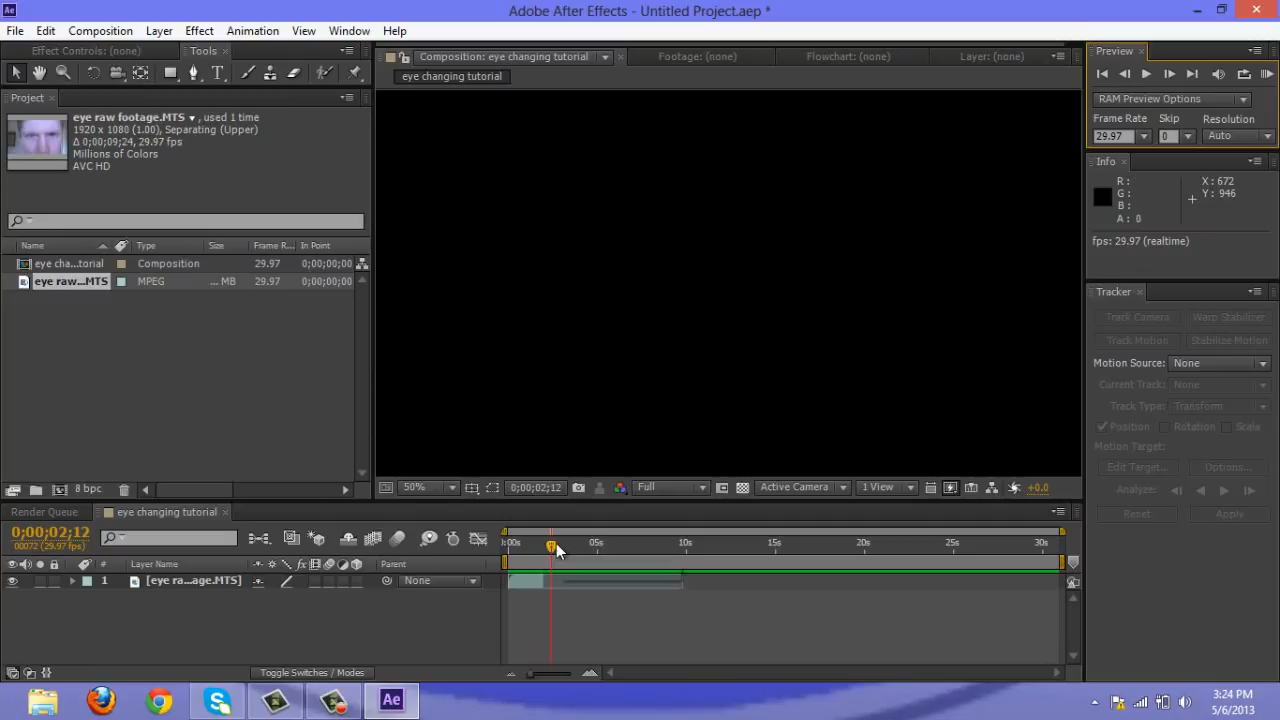 Adobe After Effects - Untitled Project.aep *
File Edit Composition Layer Effect Animation View Window Help
Effect Controls: (none) Tools
Composition: eye changing tutorial Footage: (none) Flowchart: (none) Layer: (none)
Preview
eye changing tutorial
Project
RAM Preview Options
eye raw footage.MTS ▼ , used 1 time
1920 x 1080 (1.00), Separating (Upper)
Δ 0;00;09;24, 29.97 fps
Millions of Colors
AVC HD
Frame Rate Skip Resolution
29.97 0 Auto
Info
R :
G :
B :
A : 0
X : 672
Y : 946
fps: 29.97 (realtime)
Name Type Size Frame R... In Point
eye cha...torial Composition 29.97 0;00;00;00
eye raw...MTS MPEG ... MB 29.97 0;00;00;00
Tracker
Track Camera Warp Stabilizer
Track Motion Stabilize Motion
Motion Source: None
Current Track: None
Track Type: Transform
Position Rotation Scale
Motion Target:
Edit Target... Options...
Analyze:
Reset Apply
8 bpc
50% 0;00;02;12 Full Active Camera 1 View +0.0
Render Queue eye changing tutorial
0;00;02;12
00072 (29.97 fps)
:00s 05s 10s 15s 20s 25s 30s
# Layer Name Parent
1 [eye ra...age.MTS] None
Toggle Switches / Modes
Ae
S
Ae
3:24 PM
5/6/2013